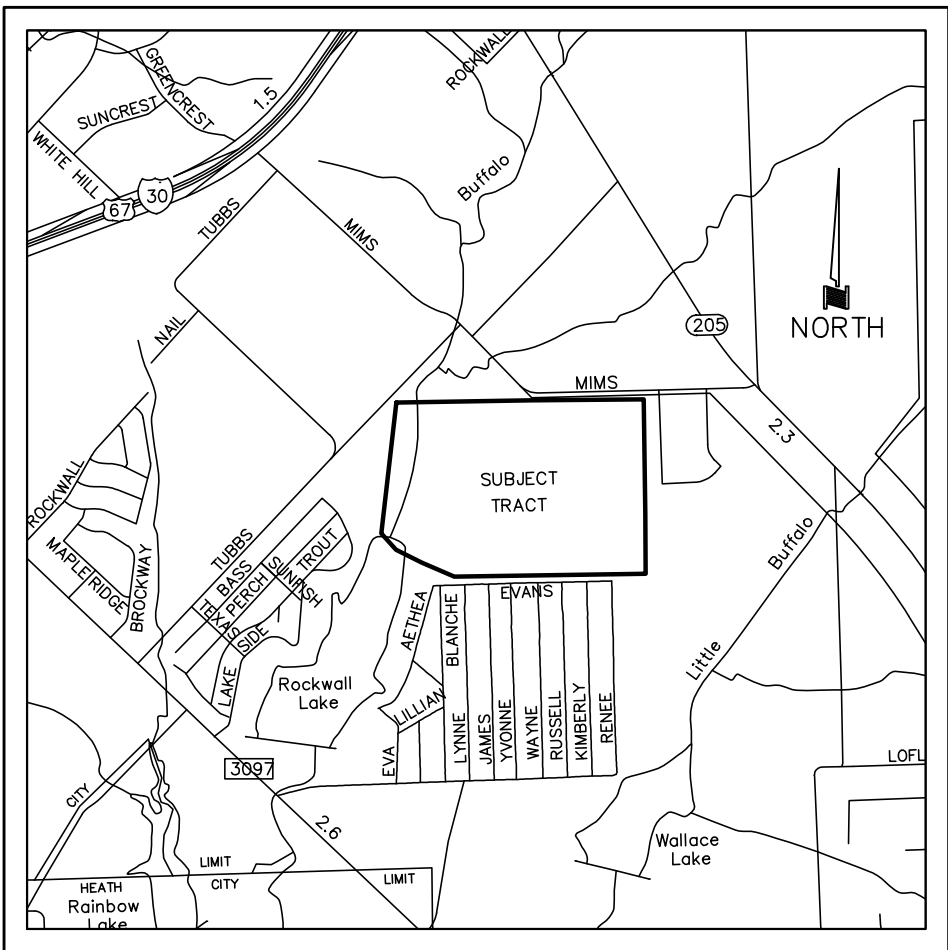 ROCKWALL
GREENCREST
SUNCREST
1.5
WHITE HILL
67
30
TUBBS
MIMS
Buffalo
NAIL
205
NORTH
MIMS
2.3
SUBJECT
TRACT
ROCKWALL
MAPLERIDGE
BROCKWAY
TUBBS
BASS
PERCH
TEXAS
SUNFISH
TROUT
SIDE
LAKE
Rockwall
Lake
AETHEA
EVANS
BLANCHE
LILLIAN
EVA
LYNNE
JAMES
YVONNE
WAYNE
RUSSELL
KIMBERLY
RENEE
Little
Buffalo
LOFL
3097
CITY
2.6
Wallace
Lake
LIMIT
CITY
LIMIT
HEATH
Rainbow
Lake